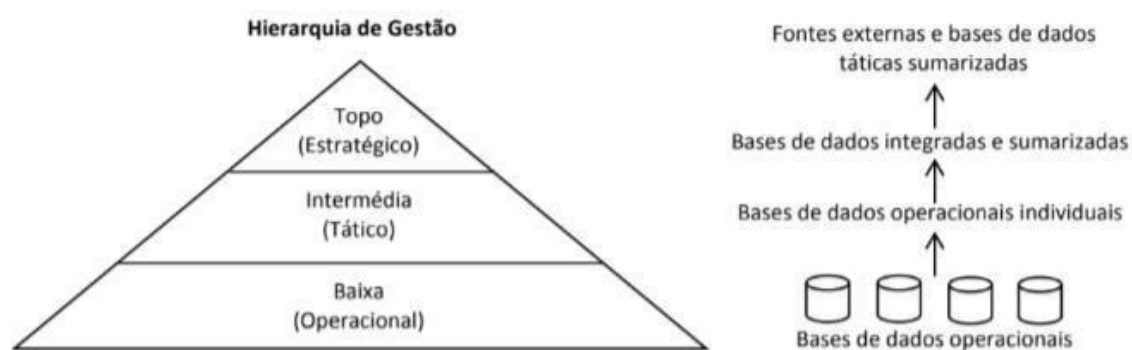 Hierarquia de Gestão
Topo
(Estratégico)
Intermédia
(Tático)
Baixa
(Operacional)
Fontes externas e bases de dados
táticas sumarizadas
Bases de dados integradas e sumarizadas
Bases de dados operacionais individuais
Bases de dados operacionais